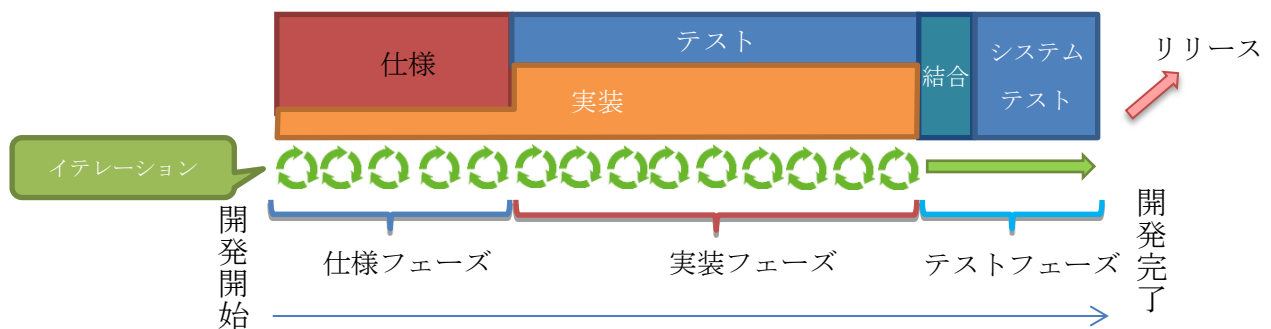 仕様
テスト
実装
結合
システム
テスト
リリース
イテレーション
開発開始
仕様フェーズ
実装フェーズ
テストフェーズ
開発完了